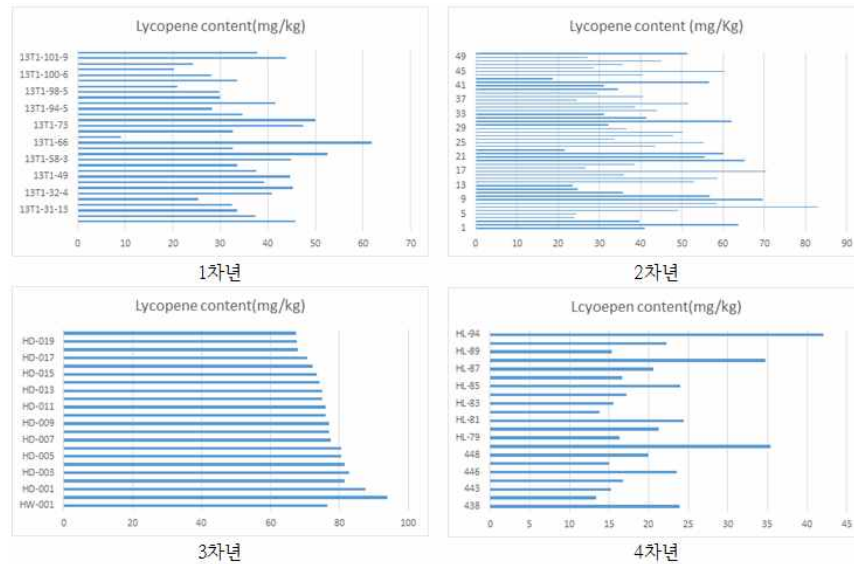 Lycopene content(mg/kg)
13T1-101-9
13T1-100-6
13T1-98-5
13T1-94-5
13T1-75
13T1-66
13T1-58-3
13T1-49
13T1-32-4
13T1-31-15
0 10 20 30 40 50 60 70
1차년
Lycopene content (mg/Kg)
49
45
41
37
33
29
25
21
17
13
9
5
1
0 10 20 30 40 50 60 70 80 90
2차년
Lycopene content(mg/kg)
HD-019
HD-017
HD-015
HD-013
HD-011
HD-009
HD-007
HD-005
HD-003
HD-001
HW-001
0 20 40 60 80 100
3차년
Lcyoepen content(mg/kg)
HL-94
HL-89
HL-87
HL-85
HL-83
HL-81
HL-79
448
446
443
438
0 5 10 15 20 25 30 35 40 45
4차년